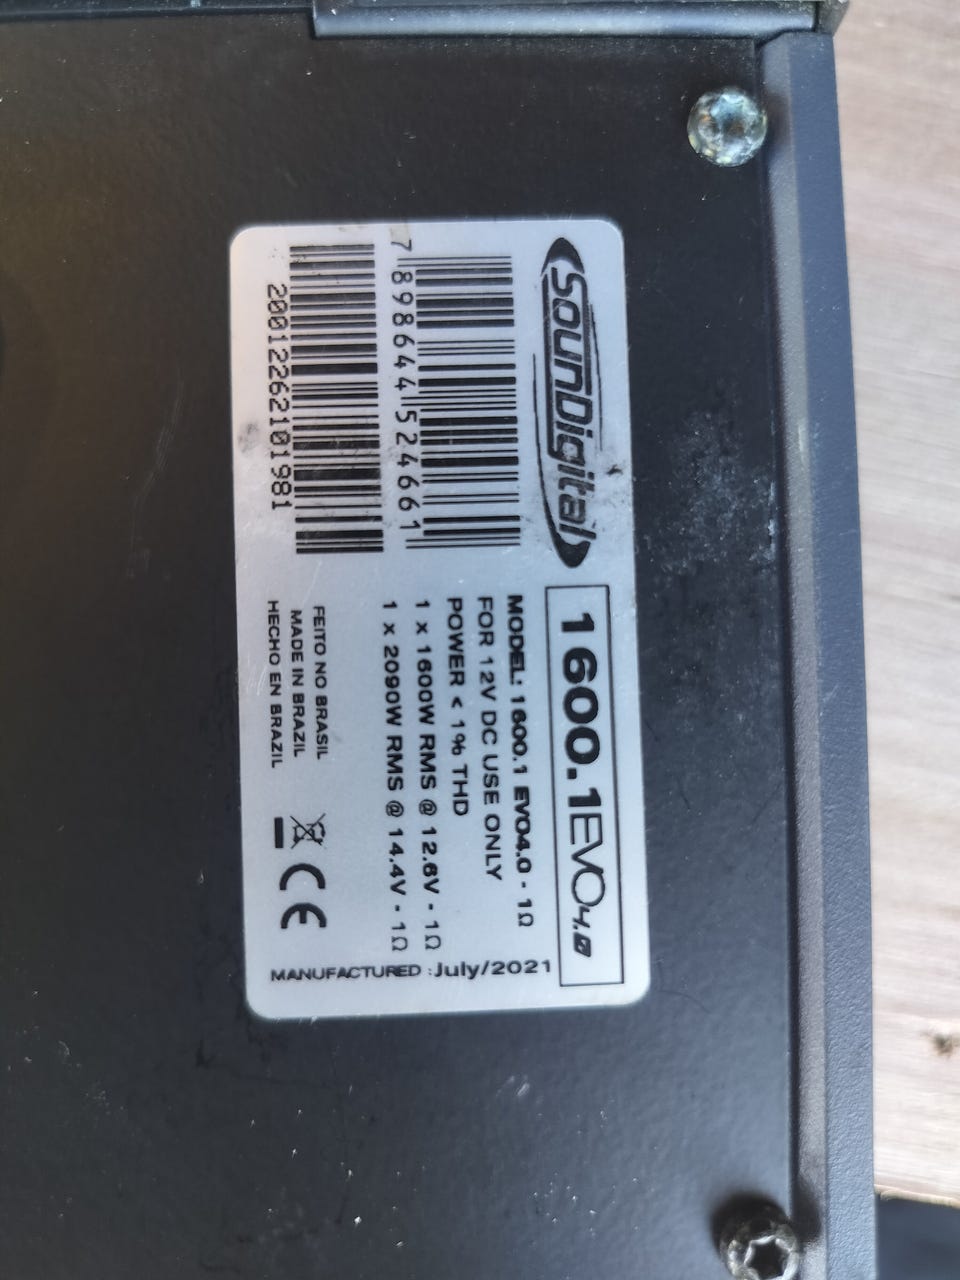 SounDigital
1600.1EVO4.0
7 898644 524661
20012262101981
MODEL: 1600.1 EVO4.0 - 1Ω
FOR 12V DC USE ONLY
POWER < 1% THD
1 x 1600W RMS @ 12.6V - 1Ω
1 x 2090W RMS @ 14.4V - 1Ω
FEITO NO BRASIL
MADE IN BRAZIL
HECHO EN BRAZIL
CE
MANUFACTURED :July/2021